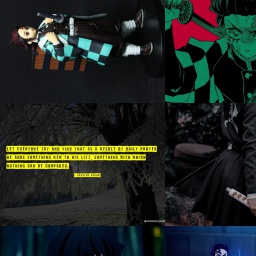 LET EVERYONE TRY AND FIND THAT AS A RESULT OF DAILY PRAYER
HE ADDS SOMETHING NEW TO HIS LIFE, SOMETHING WITH WHICH
NOTHING CAN BE COMPARED.